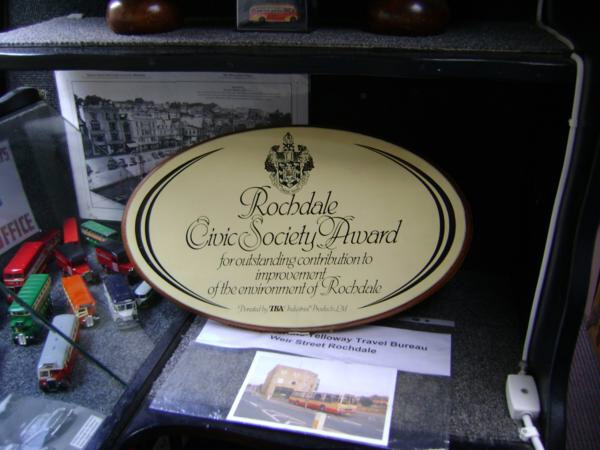 Rochdale
Civic Society Award
for outstanding contribution to
improvement
of the environment of Rochdale
"Donated by TBA Industrial Products Ltd
Yelloway Travel Bureau
Weir Street Rochdale
OFFICE